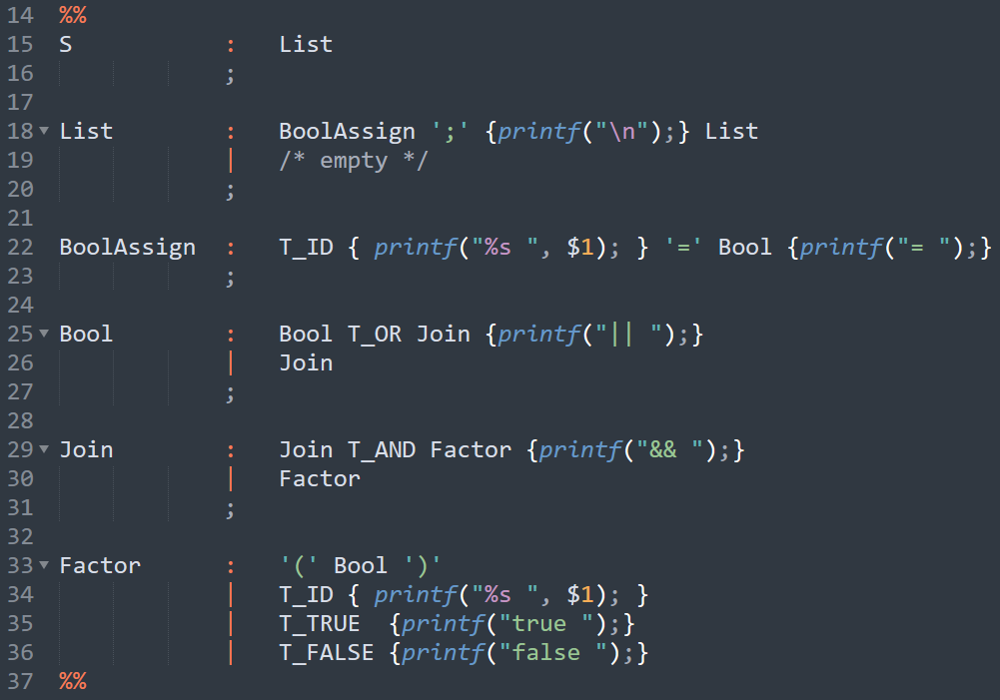 14 %%
15 S : List
16 ;
17
18 List : BoolAssign ';' {printf("\n");} List
19 | /* empty */
20 ;
21
22 BoolAssign : T_ID { printf("%s ", $1); } '=' Bool {printf("= ");}
23 ;
24
25 Bool : Bool T_OR Join {printf("|| ");}
26 | Join
27 ;
28
29 Join : Join T_AND Factor {printf("&& ");}
30 | Factor
31 ;
32
33 Factor : '(' Bool ')'
34 | T_ID { printf("%s ", $1); }
35 | T_TRUE  {printf("true ");}
36 | T_FALSE {printf("false ");}
37 %%